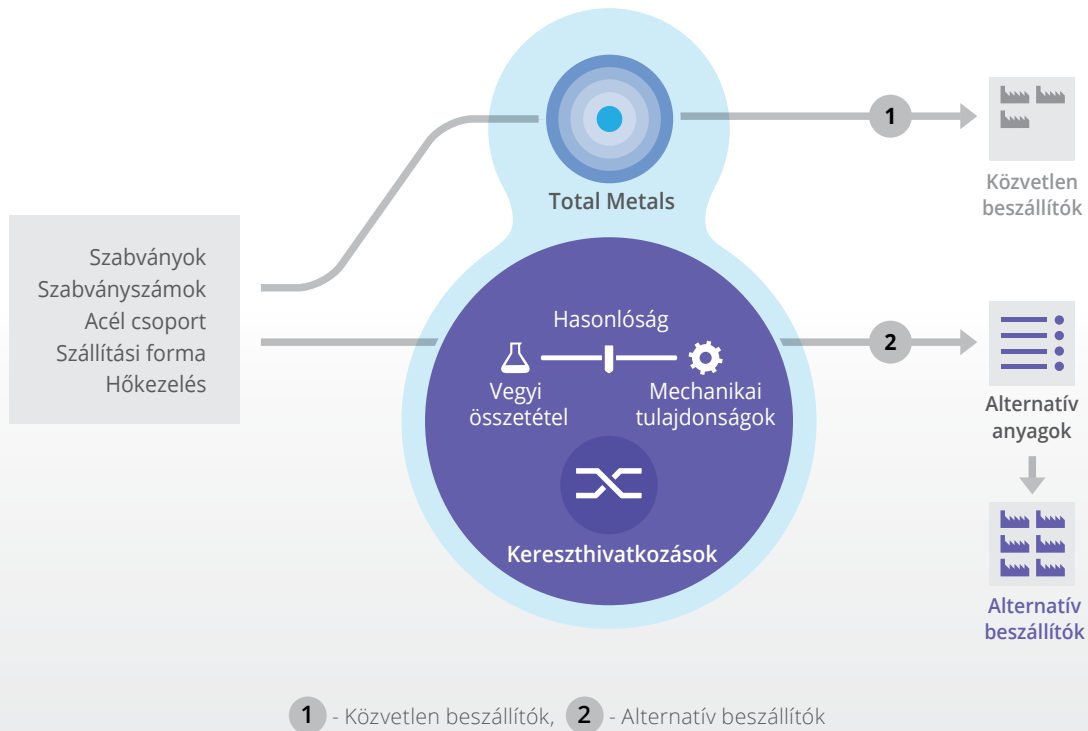 Total Metals
1
Közvetlen
beszállítók
Szabványok
Szabványszámok
Acél csoport
Szállítási forma
Hőkezelés
Hasonlóság
Vegyi
összetétel
Mechanikai
tulajdonságok
Kereszthivatkozások
2
Alternatív
anyagok
Alternatív
beszállítók
1 - Közvetlen beszállítók, 2 - Alternatív beszállítók